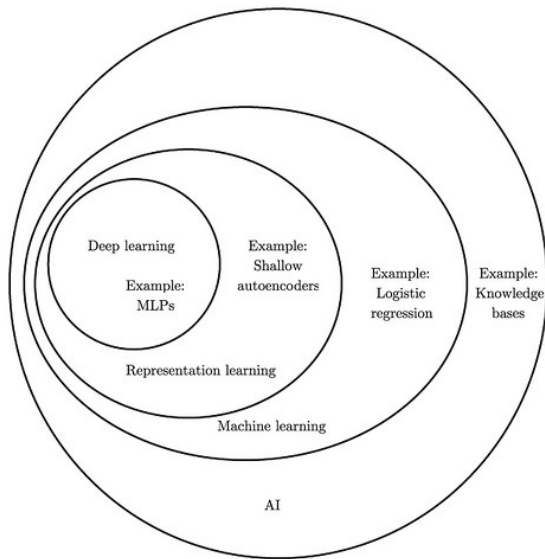 Deep learning
Example:
MLPs
Example:
Shallow
autoencoders
Example:
Logistic
regression
Example:
Knowledge
bases
Representation learning
Machine learning
AI